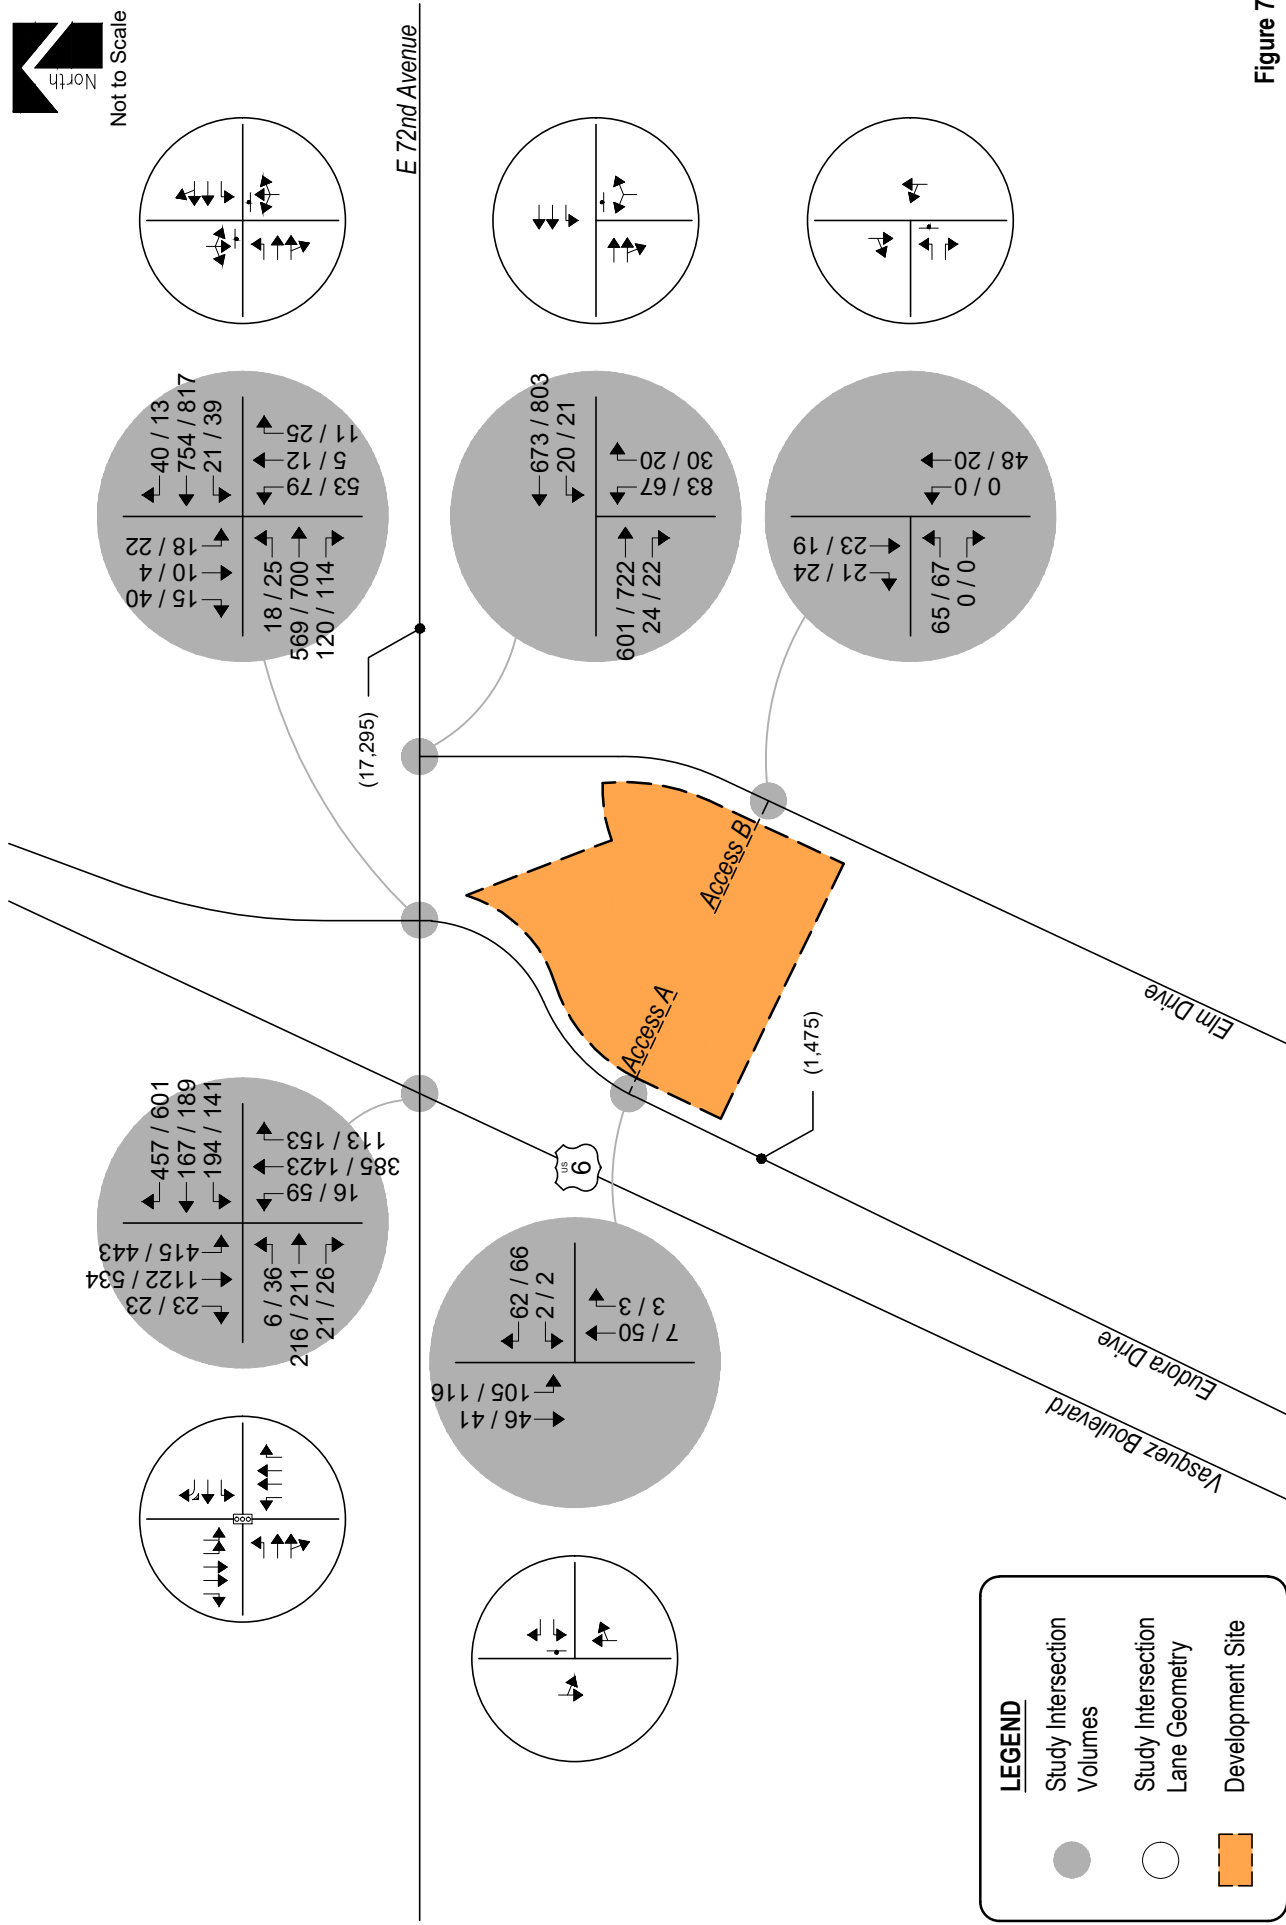 North
Not to Scale
E 72nd Avenue
40 / 13
754 / 817
21 / 39
18 / 22
10 / 4
15 / 40
11 / 25
5 / 12
53 / 79
18 / 25
569 / 700
120 / 114
673 / 803
20 / 21
30 / 20
83 / 67
601 / 722
24 / 22
23 / 19
21 / 24
48 / 20
0 / 0
65 / 67
0 / 0
(17,295)
Access B
Access A
(1,475)
Elm Drive
Eudora Drive
Vasquez Boulevard
US
6
457 / 601
167 / 189
194 / 141
415 / 443
1122 / 534
23 / 23
113 / 153
385 / 1423
16 / 59
6 / 36
216 / 211
21 / 26
62 / 66
2 / 2
105 / 116
46 / 41
3 / 3
7 / 50
LEGEND
Study Intersection
Volumes
Study Intersection
Lane Geometry
Development Site
Figure 7